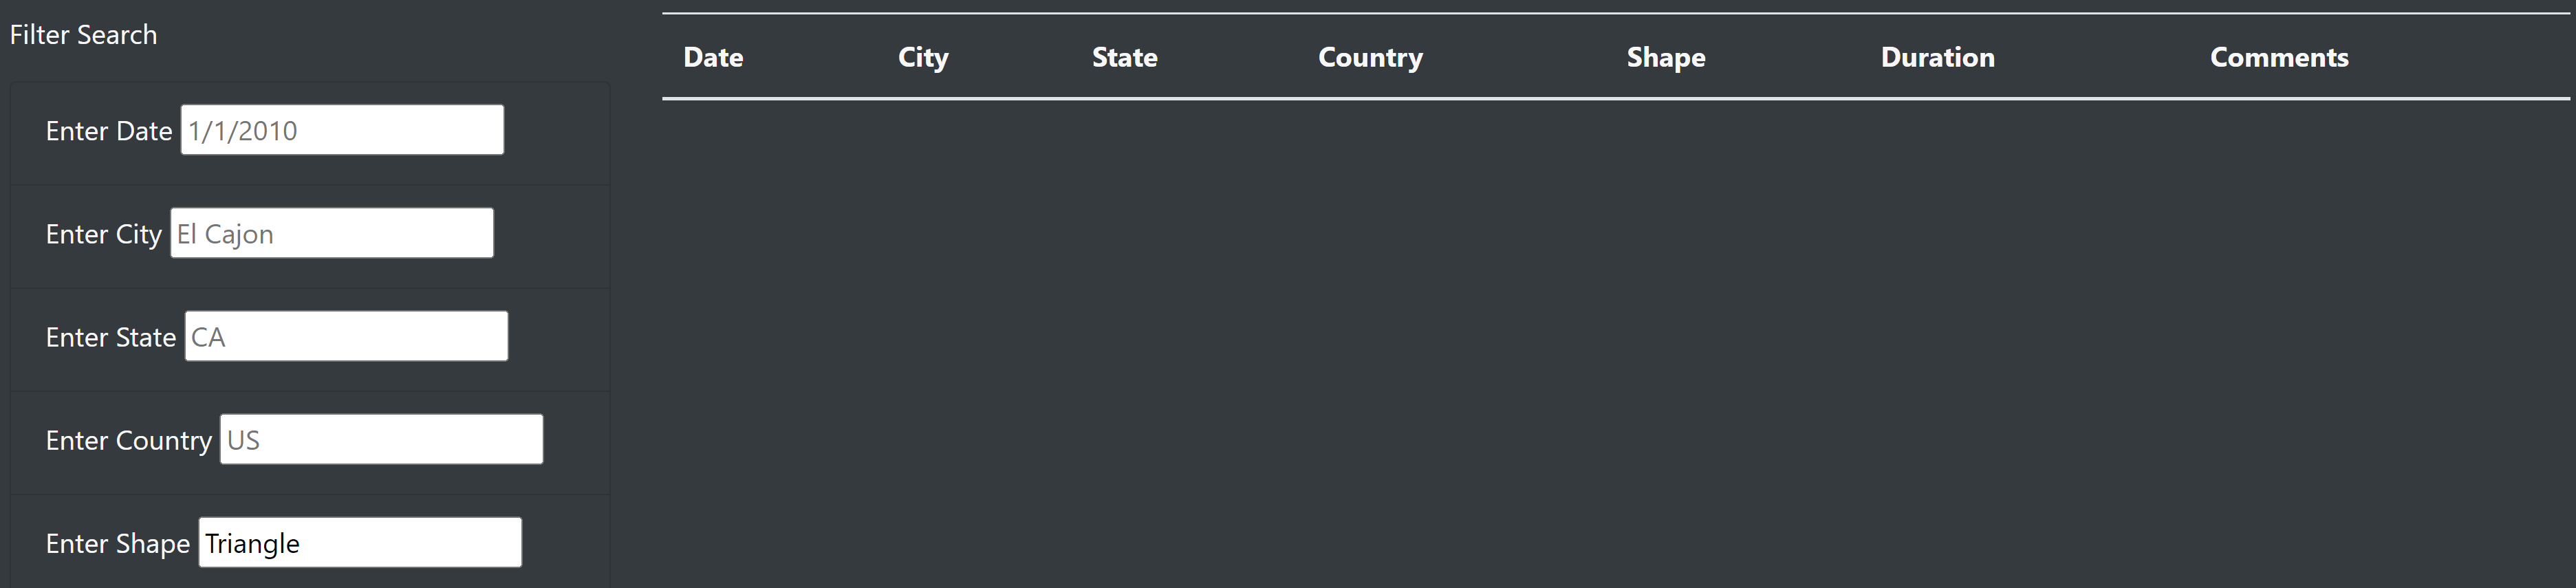 Filter Search
Date City State Country Shape Duration Comments
Enter Date 1/1/2010
Enter City El Cajon
Enter State CA
Enter Country US
Enter Shape Triangle